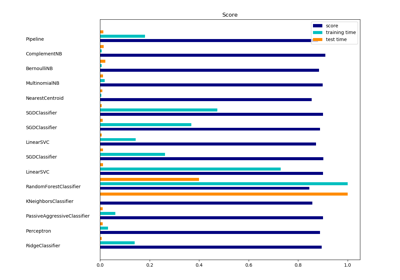 Score
score
training time
test time
Pipeline
ComplementNB
BernoulliNB
MultinomialNB
NearestCentroid
SGDClassifier
SGDClassifier
LinearSVC
SGDClassifier
LinearSVC
RandomForestClassifier
KNeighborsClassifier
PassiveAggressiveClassifier
Perceptron
RidgeClassifier
0.0 0.2 0.4 0.6 0.8 1.0